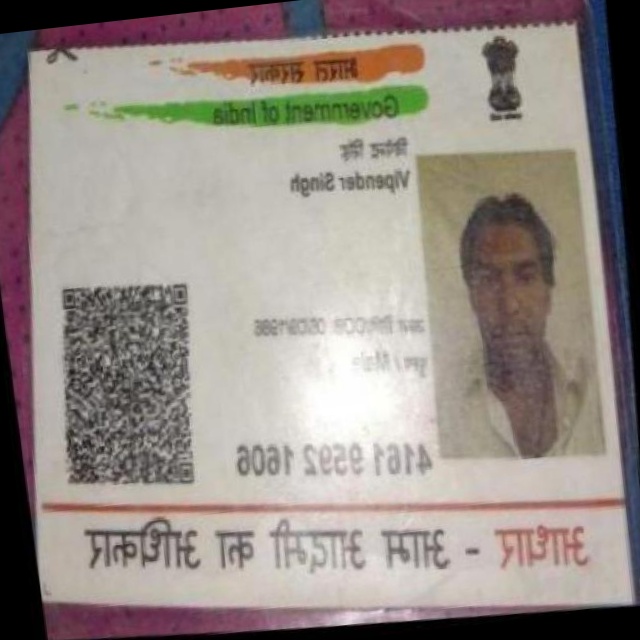 भारत सरकार
Government of India
विपेन्द्र सिंह
Vipender Singh
जन्म तिथि/DOB: 05/09/1986
पुरुष / Male
4161 9592 1606
आधार - आम आदमी का अधिकार